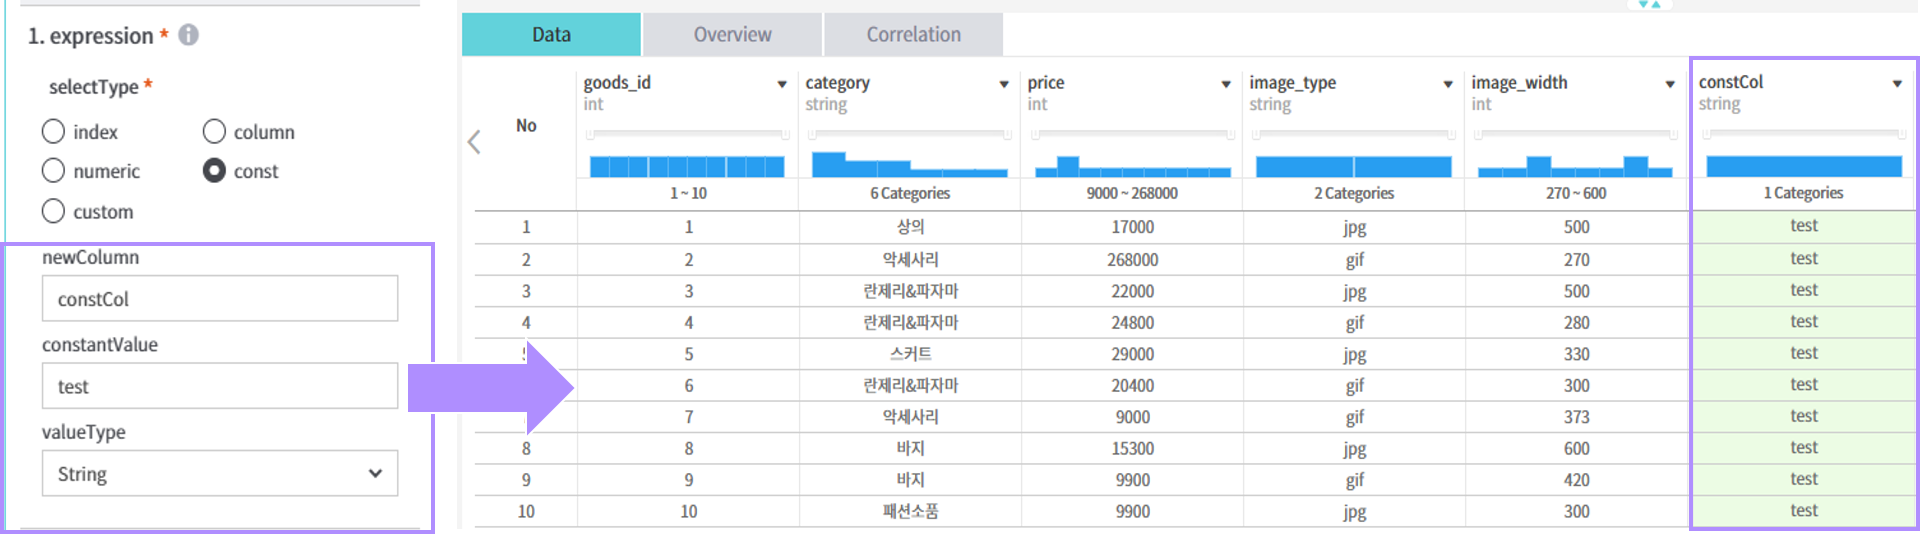 1. expression *
selectType *
index column
numeric const
custom
newColumn
constCol
constantValue
test
valueType
String
Data Overview Correlation
No goods_id category price image_type image_width constCol
int string int string int string
1 ~ 10 6 Categories 9000 ~ 268000 2 Categories 270 ~ 600 1 Categories
1 1 상의 17000 jpg 500 test
2 2 악세사리 268000 gif 270 test
3 3 란제리&파자마 22000 jpg 500 test
4 4 란제리&파자마 24800 gif 280 test
5 스커트 29000 jpg 330 test
6 란제리&파자마 20400 gif 300 test
7 악세사리 9000 gif 373 test
8 8 바지 15300 jpg 600 test
9 9 바지 9900 gif 420 test
10 10 패션소품 9900 jpg 300 test